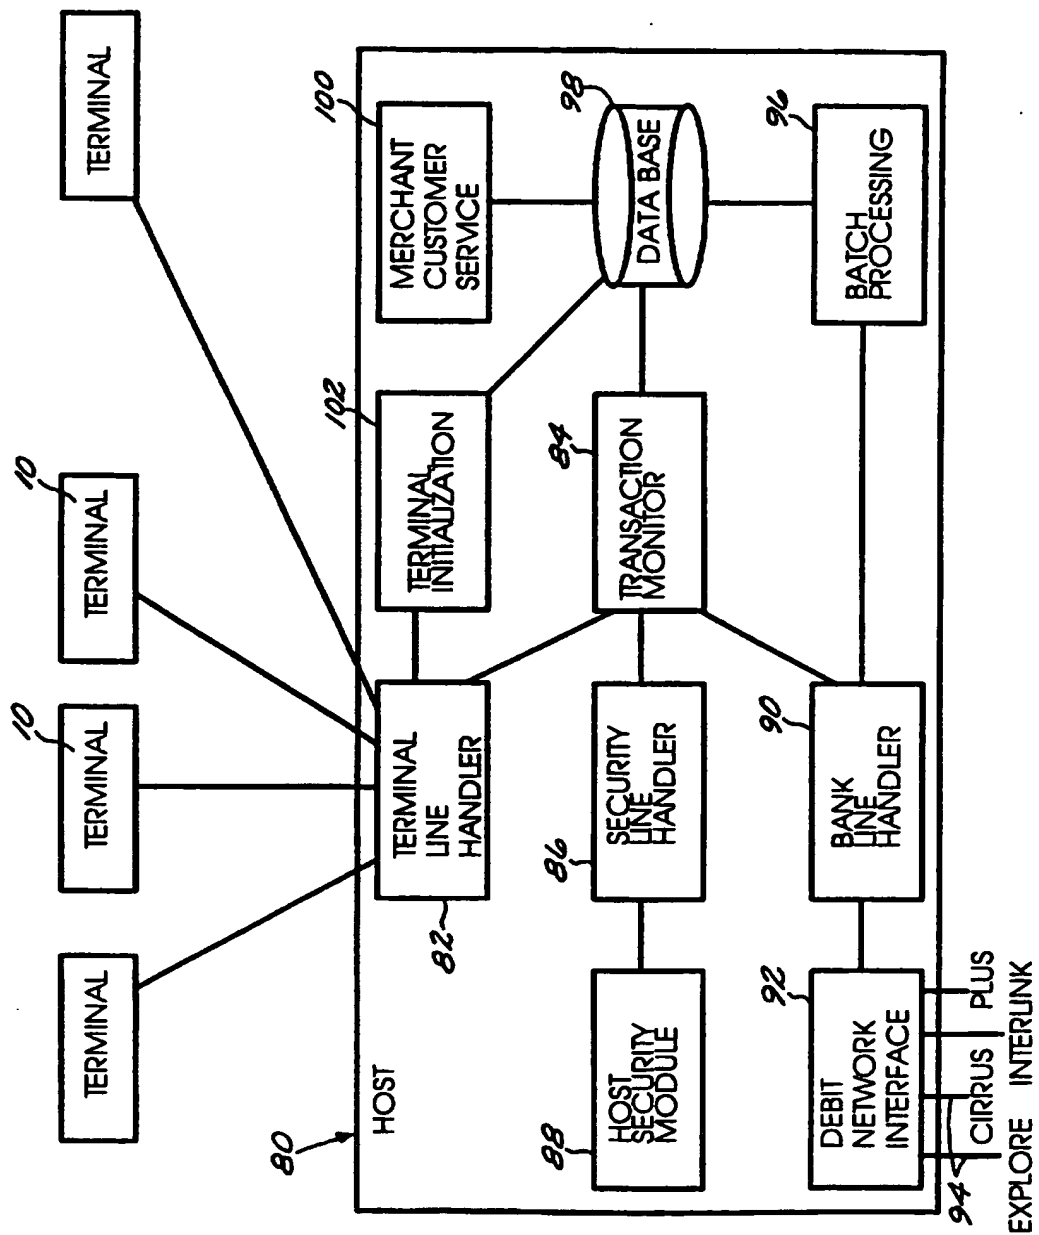 TERMINAL
TERMINAL
10
TERMINAL
10
TERMINAL
80
HOST
TERMINAL
LINE
HANDLER
82
TERMINAL
INITIALIZATION
102
MERCHANT
CUSTOMER
SERVICE
100
HOST
SECURITY
MODULE
88
SECURITY
LINE
HANDLER
86
TRANSACTION
MONITOR
84
DATA BASE
98
DEBIT
NETWORK
INTERFACE
92
BANK
LINE
HANDLER
90
BATCH
PROCESSING
96
94
CIRRUS
PLUS
EXPLORE
INTERLINK